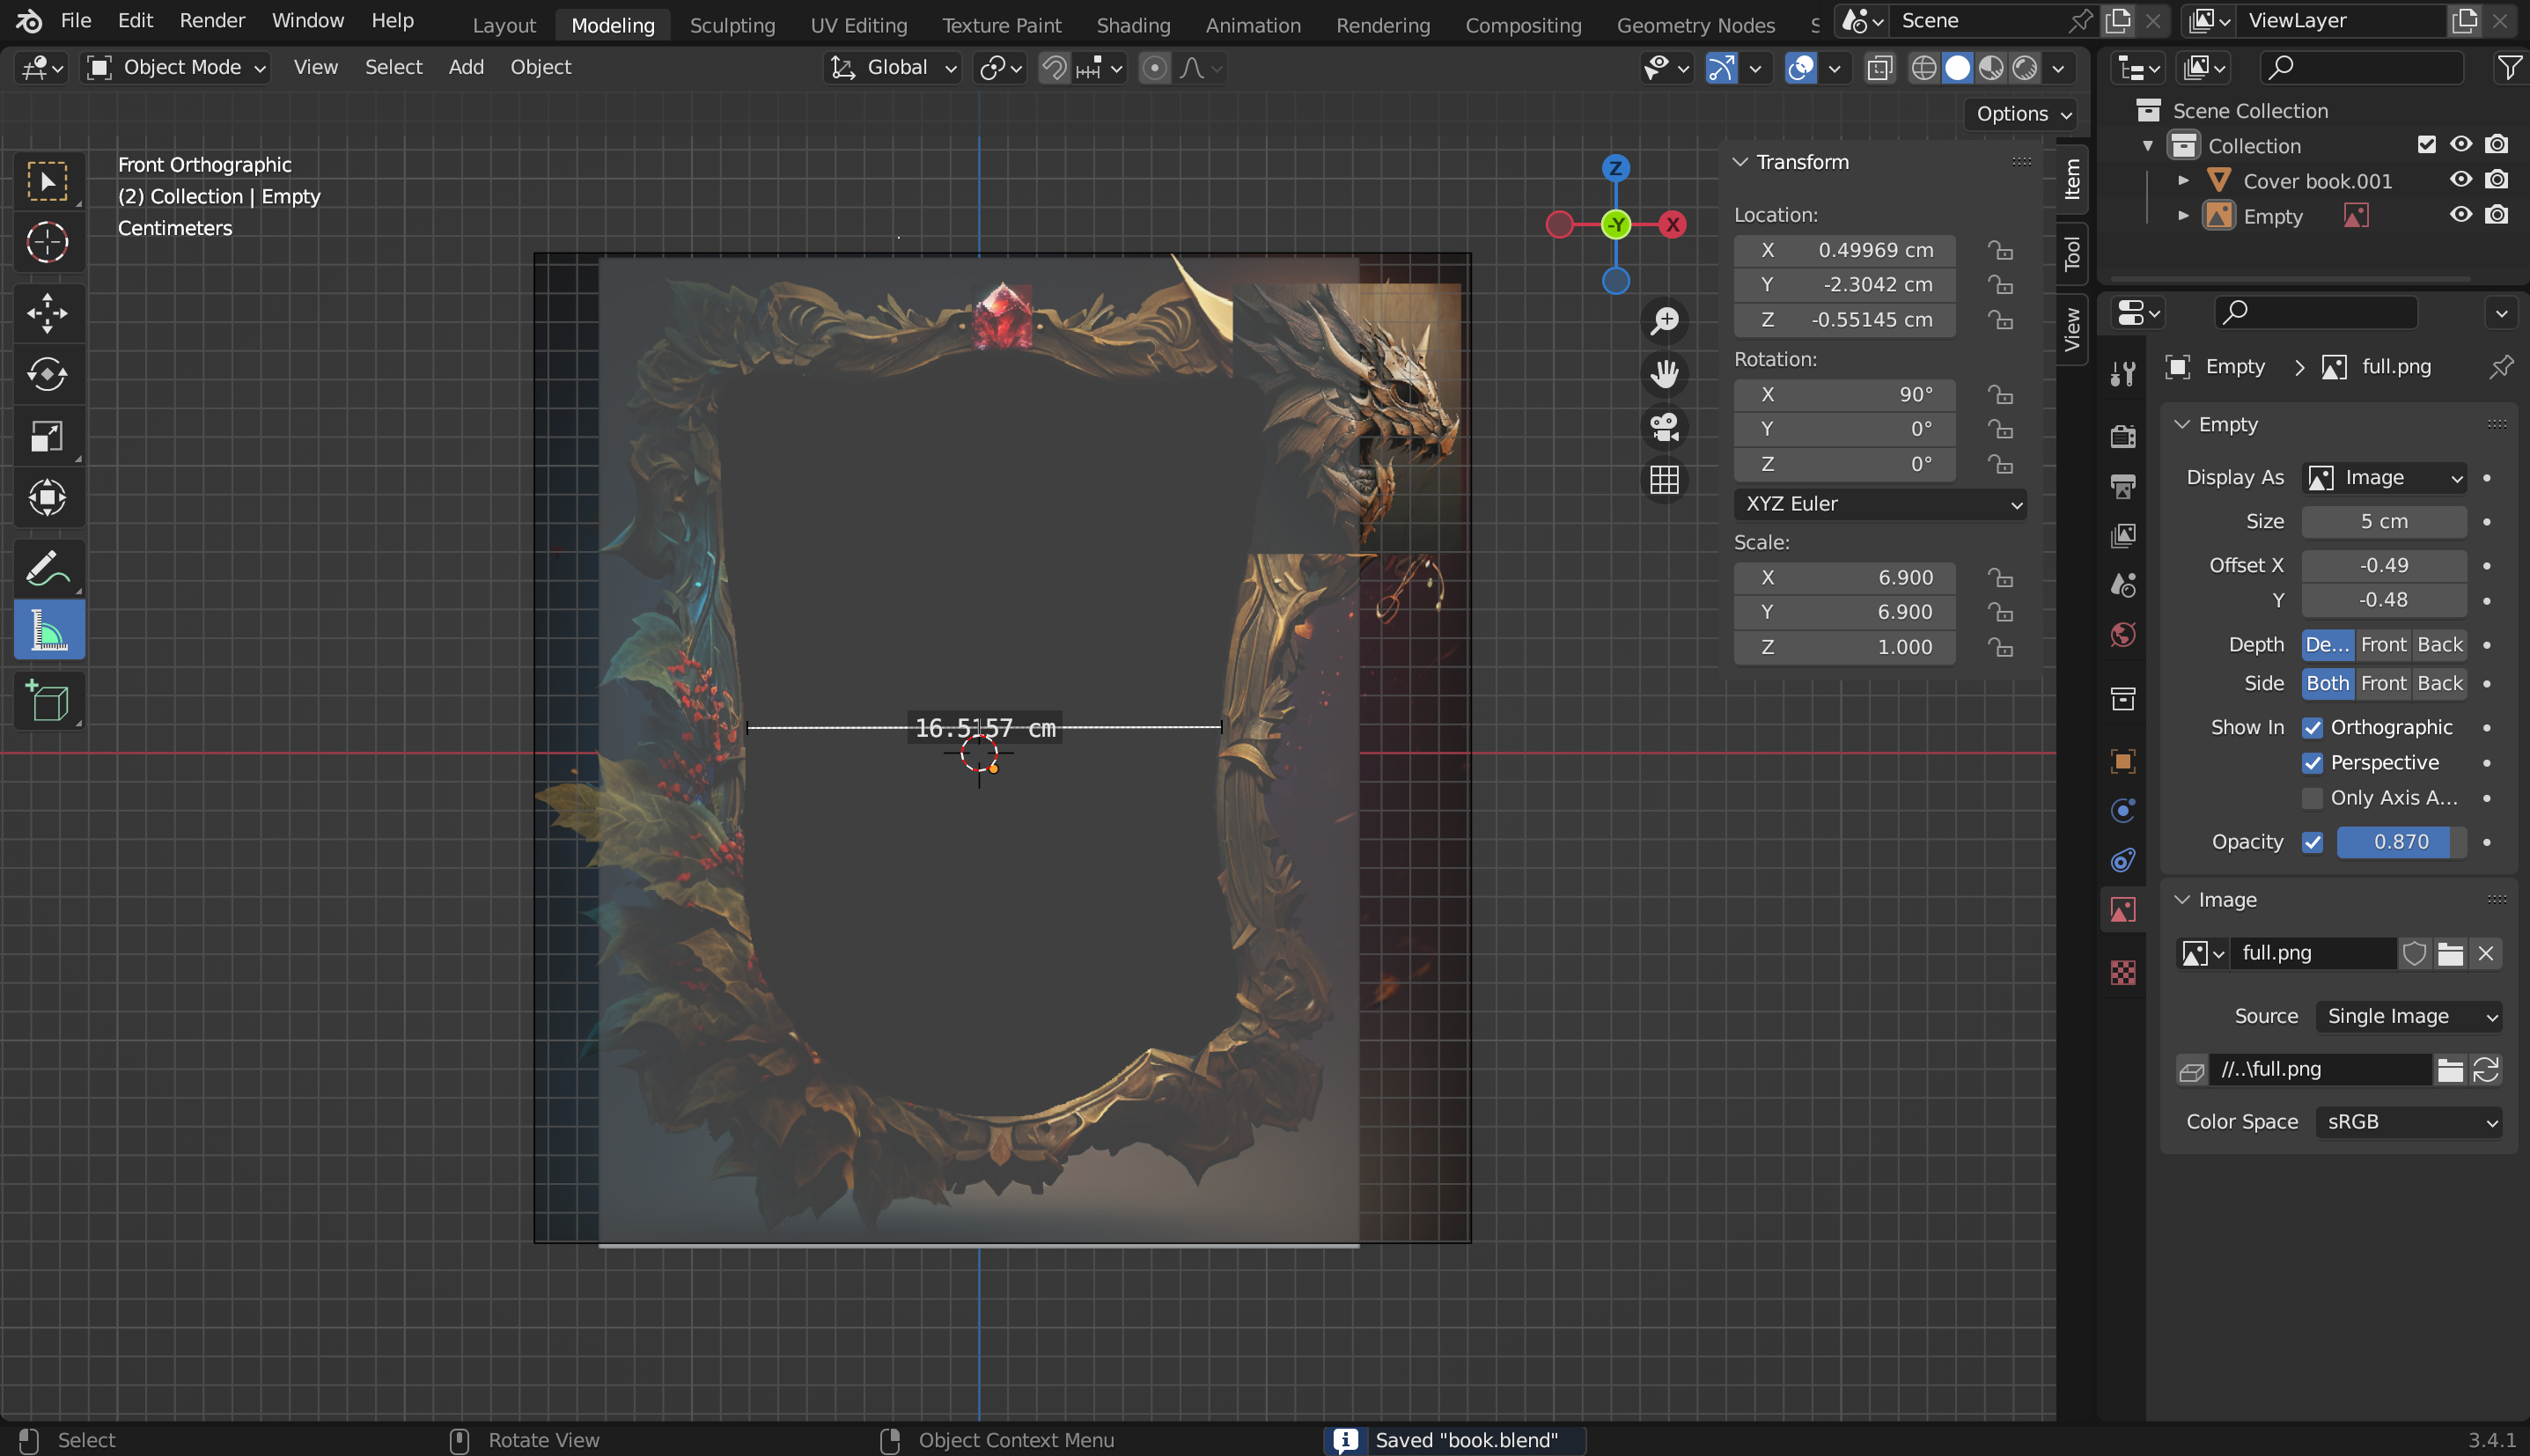 File Edit Render Window Help Layout Modeling Sculpting UV Editing Texture Paint Shading Animation Rendering Compositing Geometry Nodes Scene ViewLayer
Object Mode View Select Add Object Global
Options
Front Orthographic
(2) Collection | Empty
Centimeters
Z
-Y
X
16.5157 cm
Transform
Location:
X 0.49969 cm
Y -2.3042 cm
Z -0.55145 cm
Rotation:
X 90°
Y 0°
Z 0°
XYZ Euler
Scale:
X 6.900
Y 6.900
Z 1.000
Item
Tool
View
Scene Collection
Collection
Cover book.001
Empty
Empty > full.png
Empty
Display As Image
Size 5 cm
Offset X -0.49
Y -0.48
Depth De... Front Back
Side Both Front Back
Show In Orthographic
Perspective
Only Axis A...
Opacity 0.870
Image
full.png
Source Single Image
//..\full.png
Color Space sRGB
Select Rotate View Object Context Menu Saved "book.blend" 3.4.1